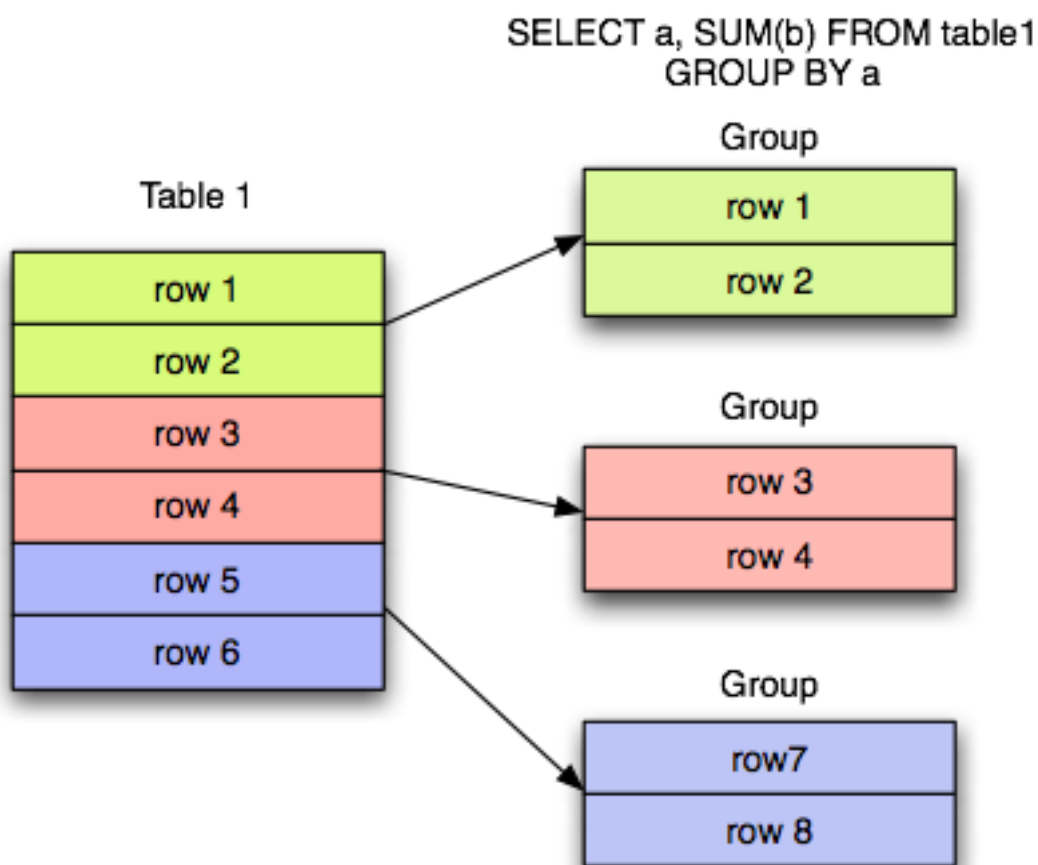 SELECT a, SUM(b) FROM table1
GROUP BY a
Table 1
row 1
row 2
row 3
row 4
row 5
row 6
Group
row 1
row 2
Group
row 3
row 4
Group
row7
row 8